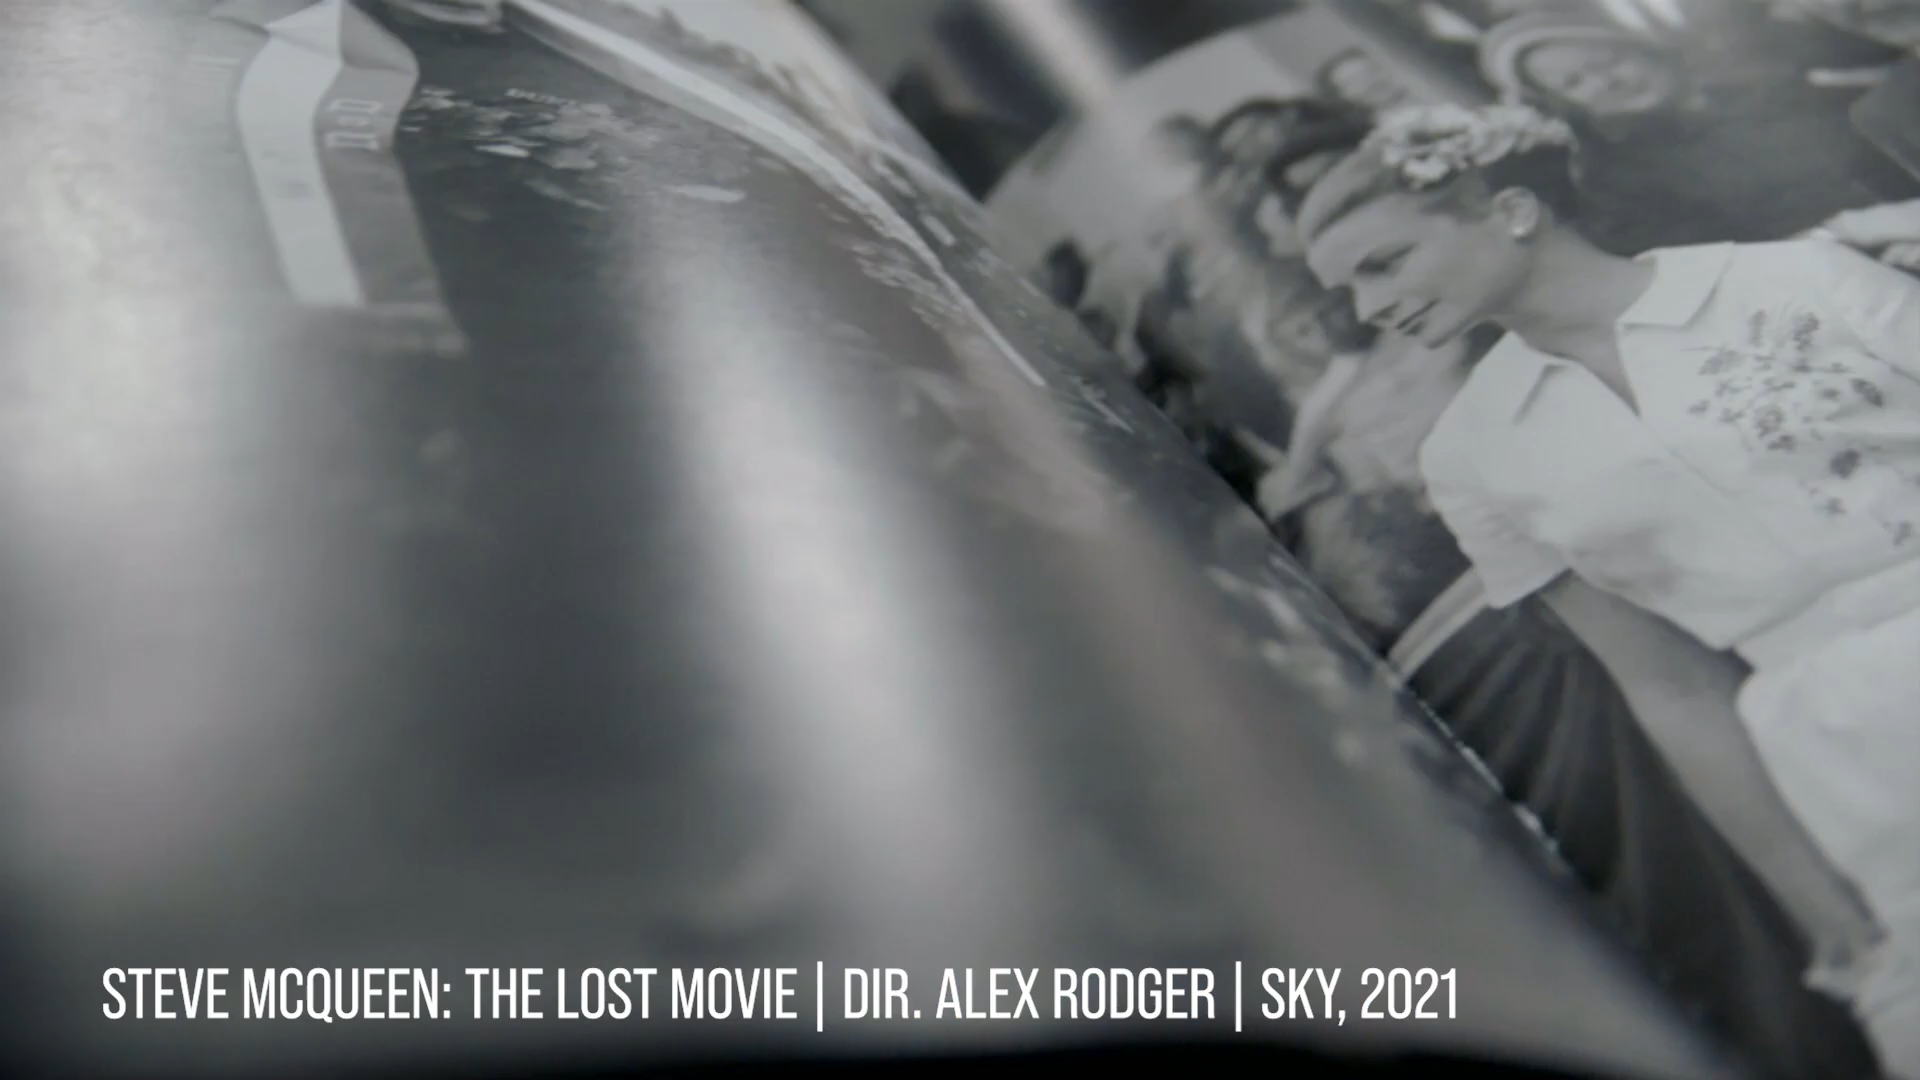 STEVE MCQUEEN: THE LOST MOVIE | DIR. ALEX RODGER | SKY, 2021